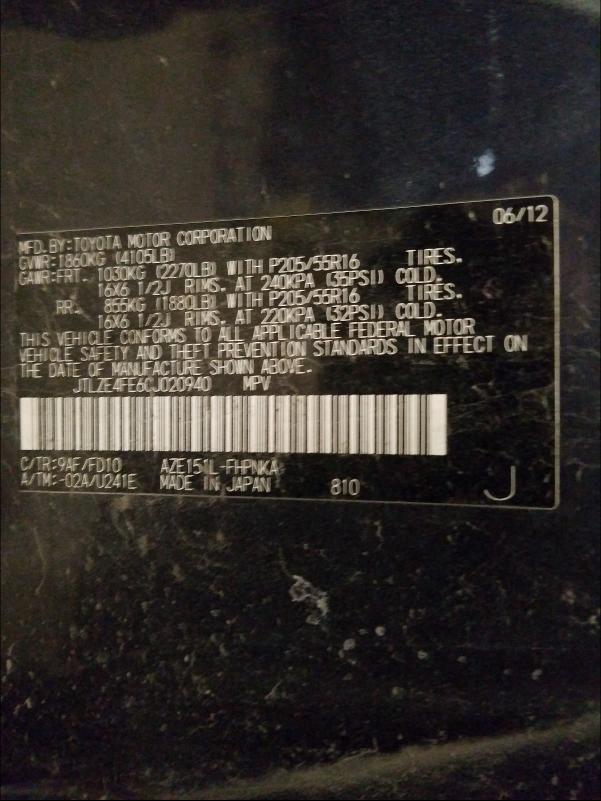 06/12
MFD. BY: TOYOTA MOTOR CORPORATION
GVWR: 1860KG (4105LB)
GAWR: FRT. 1030KG (2270LB) WITH P205/55R16 TIRES.
16X6 1/2J RIMS. AT 240KPA (35PSI) COLD.
RR. 855KG (1880LB) WITH P205/55R16 TIRES.
16X6 1/2J RIMS. AT 220KPA (32PSI) COLD.
THIS VEHICLE CONFORMS TO ALL APPLICABLE FEDERAL MOTOR
VEHICLE SAFETY AND THEFT PREVENTION STANDARDS IN EFFECT ON
THE DATE OF MANUFACTURE SHOWN ABOVE.
JTLZE4FE6CJ020940 MPV
C/TR: 9AF/FD10 AZE151L-FHPNKA
A/TM: -02A/U241E MADE IN JAPAN 810 J